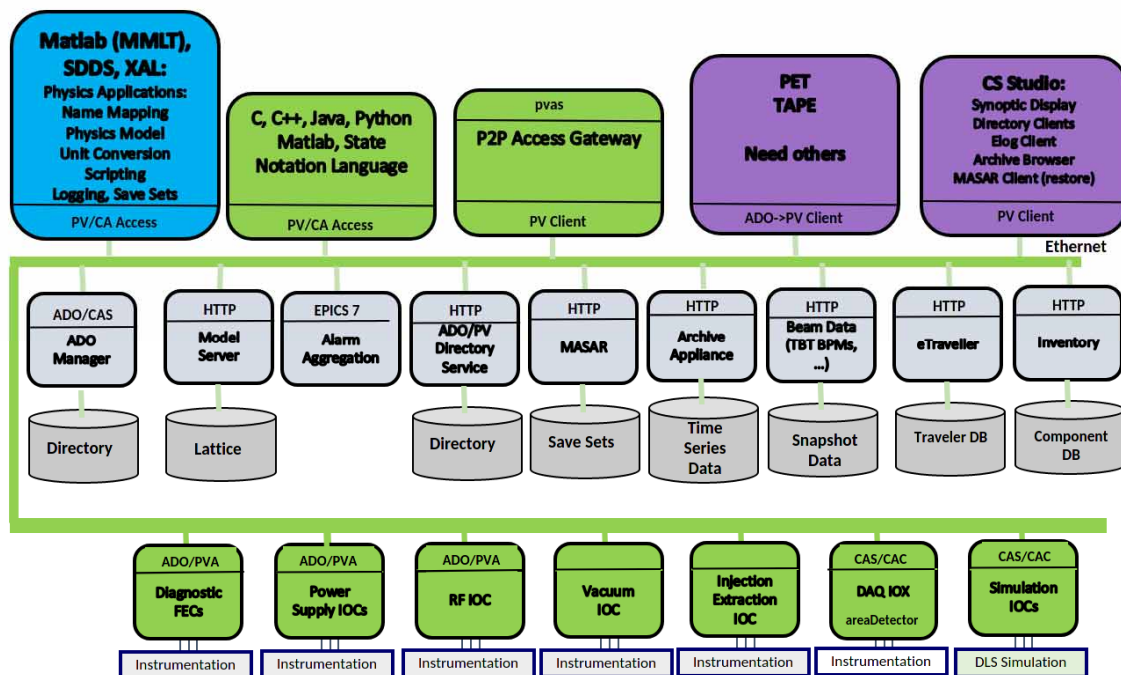 Matlab (MMLT),
SDDS, XAL:
Physics Applications:
Name Mapping
Physics Model
Unit Conversion
Scripting
Logging, Save Sets
PV/CA Access
C, C++, Java, Python
Matlab, State
Notation Language
PV/CA Access
pvas
P2P Access Gateway
PV Client
PET
TAPE
Need others
ADO->PV Client
CS Studio:
Synoptic Display
Directory Clients
Elog Client
Archive Browser
MASAR Client (restore)
PV Client
Ethernet
ADO/CAS
ADO
Manager
HTTP
Model
Server
EPICS 7
Alarm
Aggregation
HTTP
ADO/PV
Directory
Service
HTTP
MASAR
HTTP
Archive
Appliance
HTTP
Beam Data
(TBT BPMs,
...)
HTTP
eTraveller
HTTP
Inventory
Directory
Lattice
Directory
Save Sets
Time
Series
Data
Snapshot
Data
Traveler DB
Component
DB
ADO/PVA
Diagnostic
FECs
ADO/PVA
Power
Supply IOCs
ADO/PVA
RF IOC
Vacuum
IOC
Injection
Extraction
IOC
CAS/CAC
DAQ IOX
areaDetector
CAS/CAC
Simulation
IOCs
Instrumentation
Instrumentation
Instrumentation
Instrumentation
Instrumentation
Instrumentation
DLS Simulation